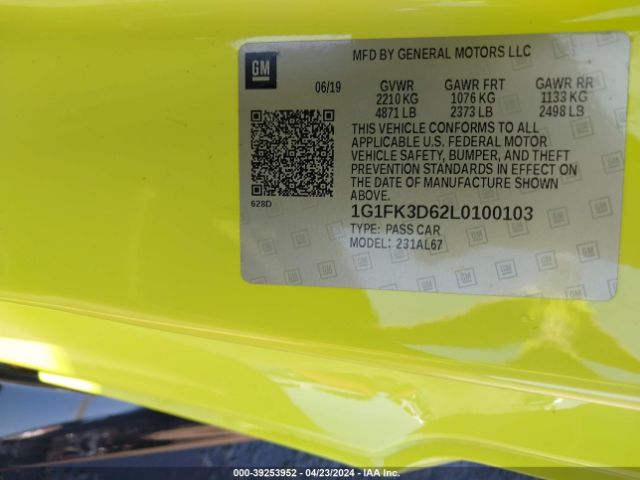 MFD BY GENERAL MOTORS LLC
GM
06/19
GVWR GAWR FRT GAWR RR
2210 KG 1076 KG 1133 KG
4871 LB 2373 LB 2498 LB
THIS VEHICLE CONFORMS TO ALL
APPLICABLE U.S. FEDERAL MOTOR
VEHICLE SAFETY, BUMPER, AND THEFT
PREVENTION STANDARDS IN EFFECT ON
THE DATE OF MANUFACTURE SHOWN
ABOVE.
628D
1G1FK3D62L0100103
TYPE: PASS CAR
MODEL: 231AL67
000-39253952 - 04/23/2024 - IAAI.COM